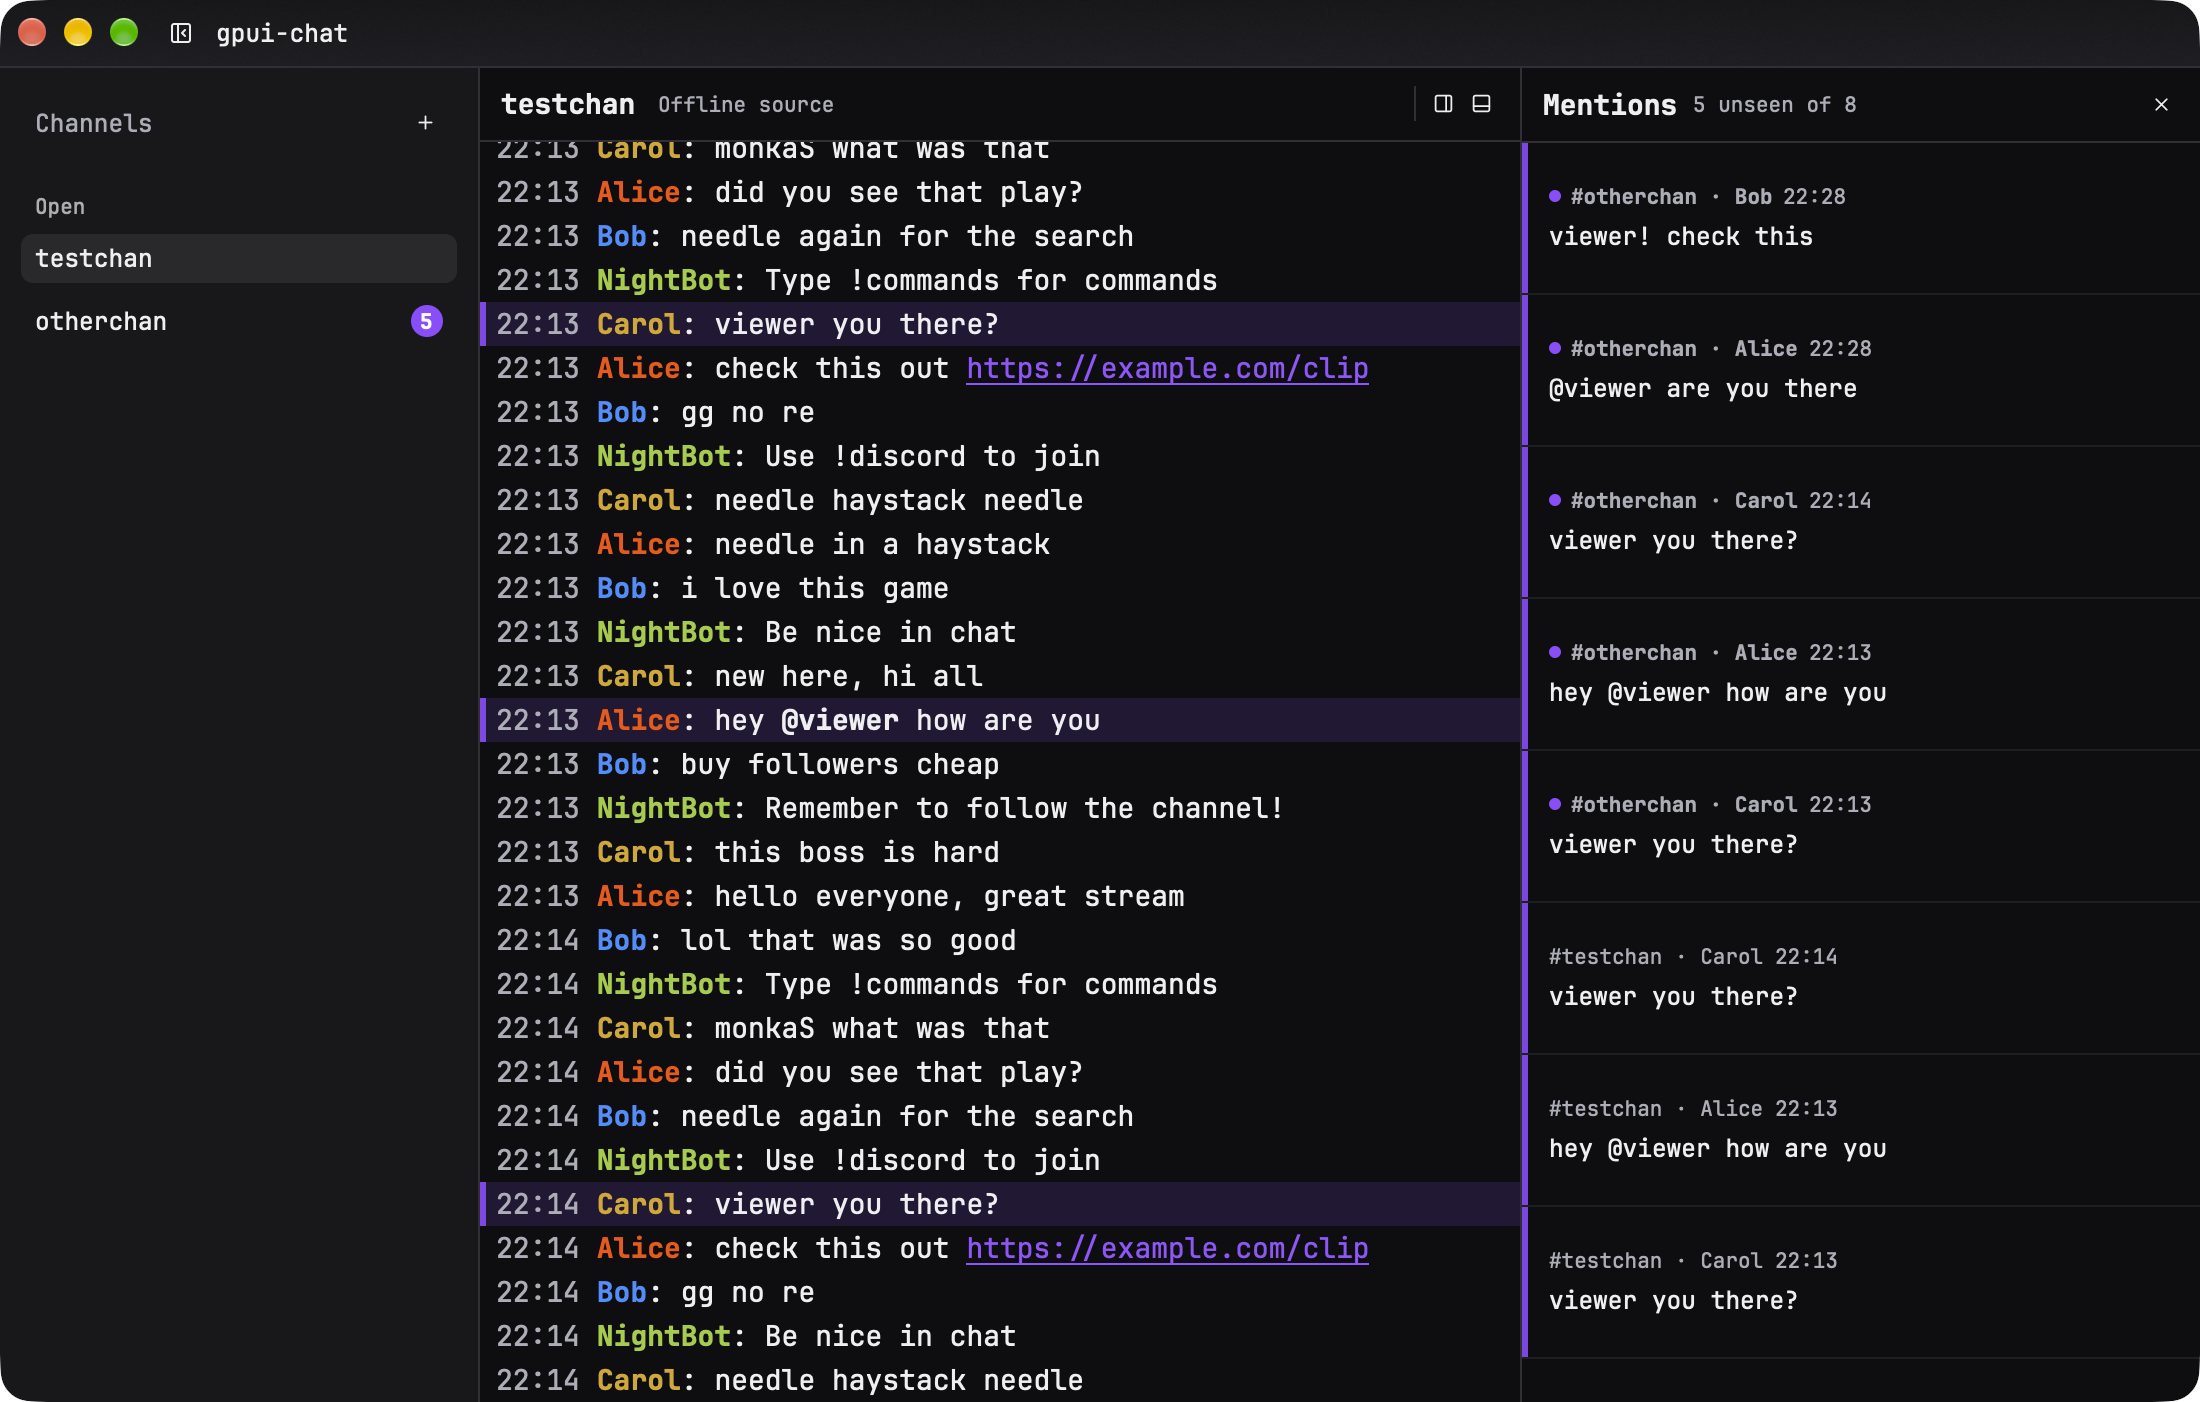 gpui-chat
Channels
+
Open
testchan
otherchan
5
testchan Offline source
22:13 Carol: monkaS what was that
22:13 Alice: did you see that play?
22:13 Bob: needle again for the search
22:13 NightBot: Type !commands for commands
22:13 Carol: viewer you there?
22:13 Alice: check this out https://example.com/clip
22:13 Bob: gg no re
22:13 NightBot: Use !discord to join
22:13 Carol: needle haystack needle
22:13 Alice: needle in a haystack
22:13 Bob: i love this game
22:13 NightBot: Be nice in chat
22:13 Carol: new here, hi all
22:13 Alice: hey @viewer how are you
22:13 Bob: buy followers cheap
22:13 NightBot: Remember to follow the channel!
22:13 Carol: this boss is hard
22:13 Alice: hello everyone, great stream
22:14 Bob: lol that was so good
22:14 NightBot: Type !commands for commands
22:14 Carol: monkaS what was that
22:14 Alice: did you see that play?
22:14 Bob: needle again for the search
22:14 NightBot: Use !discord to join
22:14 Carol: viewer you there?
22:14 Alice: check this out https://example.com/clip
22:14 Bob: gg no re
22:14 NightBot: Be nice in chat
22:14 Carol: needle haystack needle
Mentions 5 unseen of 8
#otherchan · Bob 22:28
viewer! check this
#otherchan · Alice 22:28
@viewer are you there
#otherchan · Carol 22:14
viewer you there?
#otherchan · Alice 22:13
hey @viewer how are you
#otherchan · Carol 22:13
viewer you there?
#testchan · Carol 22:14
viewer you there?
#testchan · Alice 22:13
hey @viewer how are you
#testchan · Carol 22:13
viewer you there?